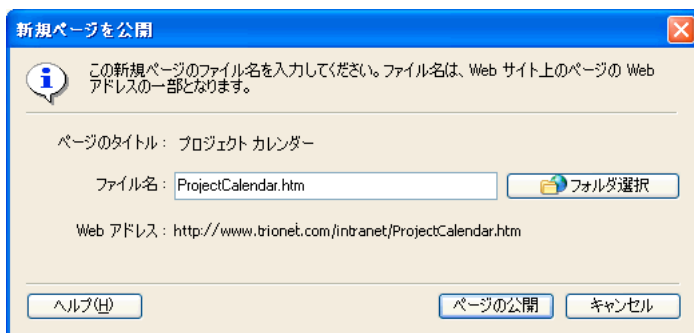 新規ページを公開
この新規ページのファイル名を入力してください。ファイル名は、Web サイト上のページの Web
アドレスの一部となります。
ページのタイトル： プロジェクト カレンダー
ファイル名： ProjectCalendar.htm フォルダ選択
Web アドレス： http://www.trionet.com/intranet/ProjectCalendar.htm
ヘルプ(H) ページの公開 キャンセル